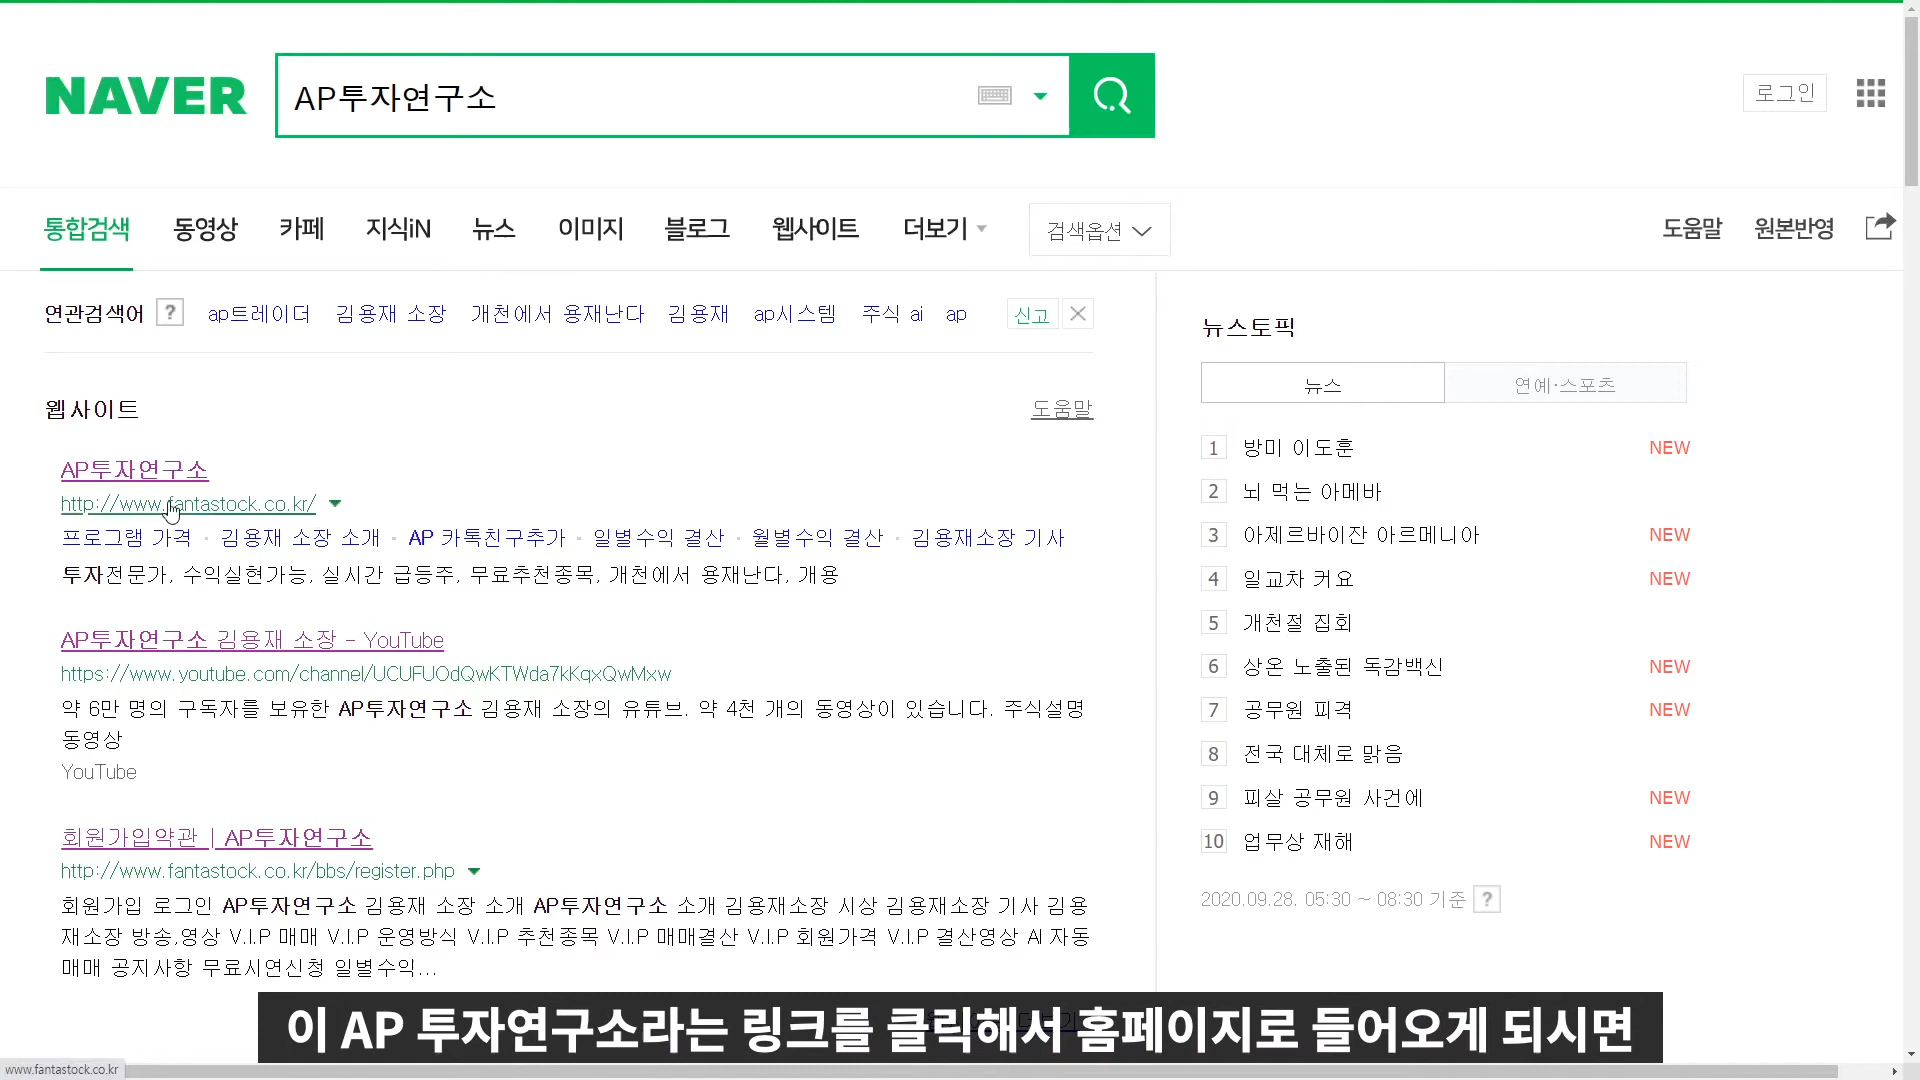 NAVER
AP투자연구소
로그인
통합검색 동영상 카페 지식iN 뉴스 이미지 블로그 웹사이트 더보기 검색옵션 도움말 원본반영
연관검색어 ? ap트레이더 김용재 소장 개천에서 용재난다 김용재 ap시스템 주식 ai ap 신고
웹사이트 도움말
AP투자연구소
http://www.fantastock.co.kr/
프로그램 가격 · 김용재 소장 소개 · AP 카톡친구추가 · 일별수익 결산 · 월별수익 결산 · 김용재소장 기사
투자전문가, 수익실현가능, 실시간 급등주, 무료추천종목, 개천에서 용재난다, 개용
AP투자연구소 김용재 소장 - YouTube
https://www.youtube.com/channel/UCUFUOdQwKTWda7kKqxQwMxw
약 6만 명의 구독자를 보유한 AP투자연구소 김용재 소장의 유튜브. 약 4천 개의 동영상이 있습니다. 주식설명
동영상
YouTube
회원가입약관 | AP투자연구소
http://www.fantastock.co.kr/bbs/register.php
회원가입 로그인 AP투자연구소 김용재 소장 소개 AP투자연구소 소개 김용재소장 시상 김용재소장 기사 김용
재소장 방송,영상 V.I.P 매매 V.I.P 운영방식 V.I.P 추천종목 V.I.P 매매결산 V.I.P 회원가격 V.I.P 결산영상 AI 자동
매매 공지사항 무료시연신청 일별수익...
뉴스토픽
뉴스 연예·스포츠
1 방미 이도훈 NEW
2 뇌 먹는 아메바
3 아제르바이잔 아르메니아 NEW
4 일교차 커요 NEW
5 개천절 집회
6 상온 노출된 독감백신 NEW
7 공무원 피격 NEW
8 전국 대체로 맑음
9 피살 공무원 사건에 NEW
10 업무상 재해 NEW
2020.09.28. 05:30 ~ 08:30 기준 ?
이 AP 투자연구소라는 링크를 클릭해서 홈페이지로 들어오게 되시면
www.fantastock.co.kr